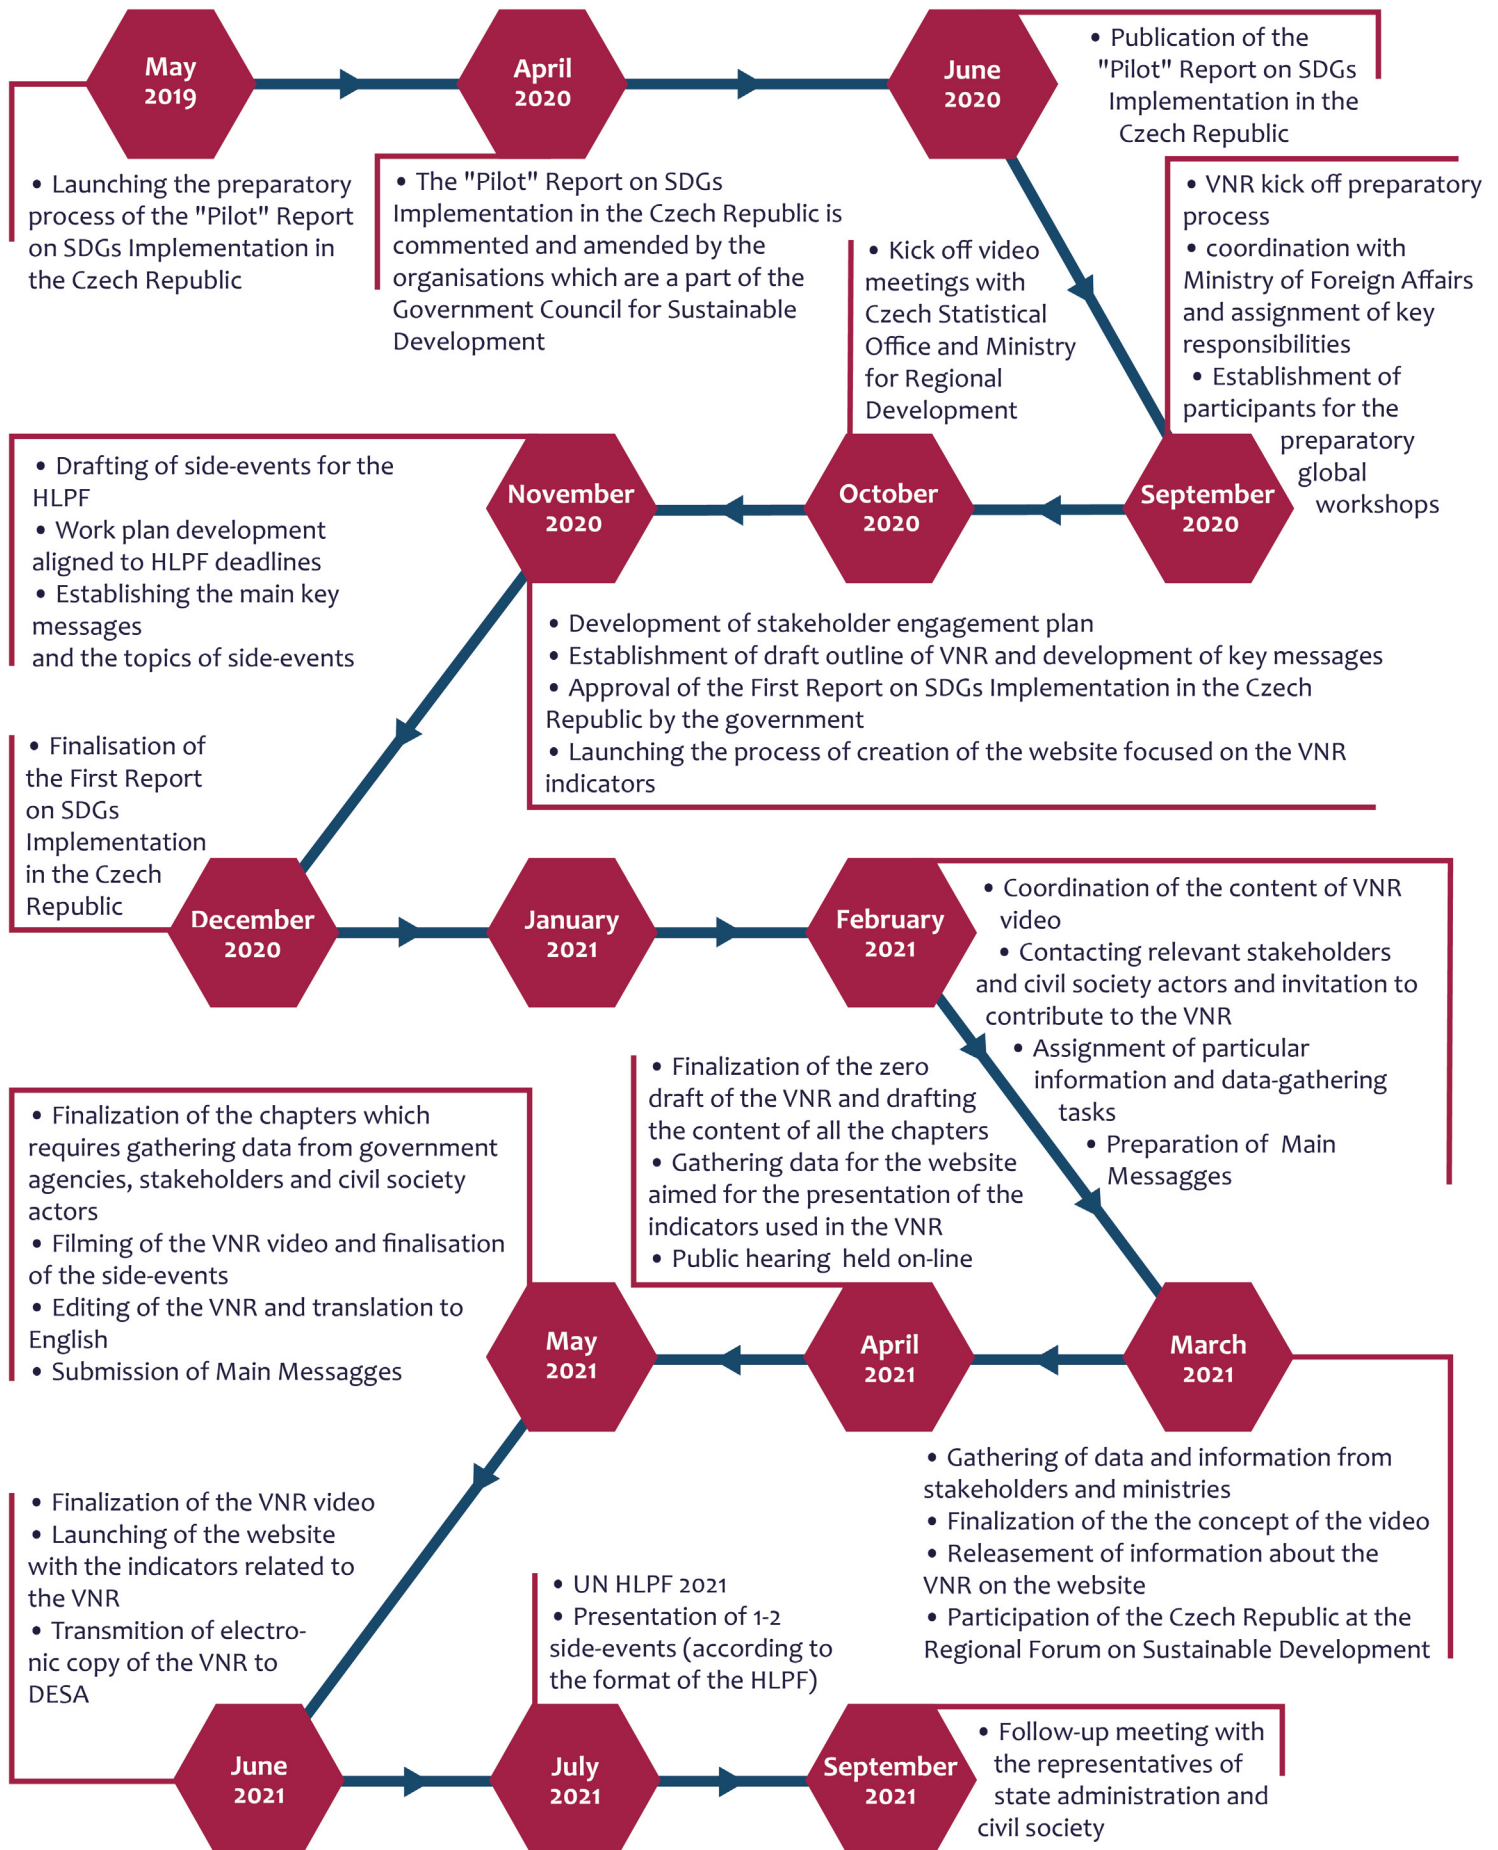 May
2019
• Launching the preparatory
process of the "Pilot" Report
on SDGs Implementation in
the Czech Republic
April
2020
• The "Pilot" Report on SDGs
Implementation in the Czech Republic is
commented and amended by the
organisations which are a part of the
Government Council for Sustainable
Development
June
2020
• Publication of the
"Pilot" Report on SDGs
Implementation in the
Czech Republic
September
2020
• VNR kick off preparatory
process
• coordination with
Ministry of Foreign Affairs
and assignment of key
responsibilities
• Establishment of
participants for the
preparatory
global
workshops
October
2020
• Kick off video
meetings with
Czech Statistical
Office and Ministry
for Regional
Development
November
2020
• Drafting of side-events for the
HLPF
• Work plan development
aligned to HLPF deadlines
• Establishing the main key
messages
and the topics of side-events
• Development of stakeholder engagement plan
• Establishment of draft outline of VNR and development of key messages
• Approval of the First Report on SDGs Implementation in the Czech
Republic by the government
• Launching the process of creation of the website focused on the VNR
indicators
December
2020
• Finalisation of
the First Report
on SDGs
Implementation
in the Czech
Republic
January
2021
February
2021
• Coordination of the content of VNR
video
• Contacting relevant stakeholders
and civil society actors and invitation to
contribute to the VNR
• Assignment of particular
information and data-gathering
tasks
• Preparation of Main
Messagges
March
2021
• Gathering of data and information from
stakeholders and ministries
• Finalization of the the concept of the video
• Releasement of information about the
VNR on the website
• Participation of the Czech Republic at the
Regional Forum on Sustainable Development
April
2021
• Finalization of the zero
draft of the VNR and drafting
the content of all the chapters
• Gathering data for the website
aimed for the presentation of the
indicators used in the VNR
• Public hearing held on-line
May
2021
• Finalization of the chapters which
requires gathering data from government
agencies, stakeholders and civil society
actors
• Filming of the VNR video and finalisation
of the side-events
• Editing of the VNR and translation to
English
• Submission of Main Messagges
June
2021
• Finalization of the VNR video
• Launching of the website
with the indicators related to
the VNR
• Transmition of electro-
nic copy of the VNR to
DESA
July
2021
• UN HLPF 2021
• Presentation of 1-2
side-events (according to
the format of the HLPF)
September
2021
• Follow-up meeting with
the representatives of
state administration and
civil society